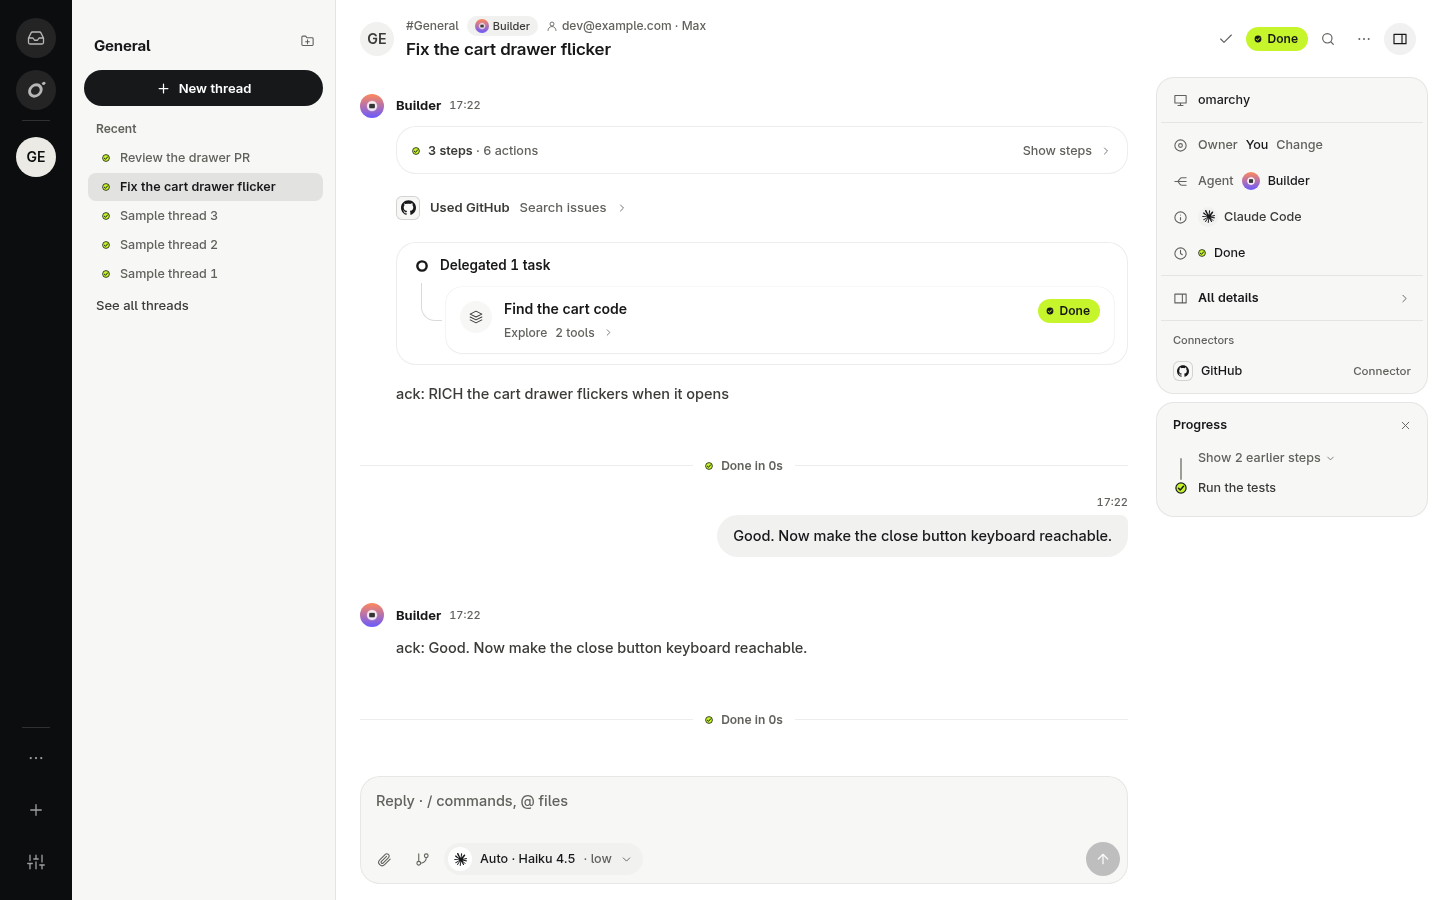 General
New thread
Recent
Review the drawer PR
Fix the cart drawer flicker
Sample thread 3
Sample thread 2
Sample thread 1
See all threads
GE
GE
#General Builder dev@example.com · Max
Fix the cart drawer flicker
Done
Builder 17:22
3 steps · 6 actions Show steps
Used GitHub Search issues
Delegated 1 task
Find the cart code
Explore 2 tools
Done
ack: RICH the cart drawer flickers when it opens
Done in 0s
17:22
Good. Now make the close button keyboard reachable.
Builder 17:22
ack: Good. Now make the close button keyboard reachable.
Done in 0s
Reply · / commands, @ files
Auto · Haiku 4.5 · low
omarchy
Owner You Change
Agent Builder
Claude Code
Done
All details
Connectors
GitHub Connector
Progress
Show 2 earlier steps
Run the tests